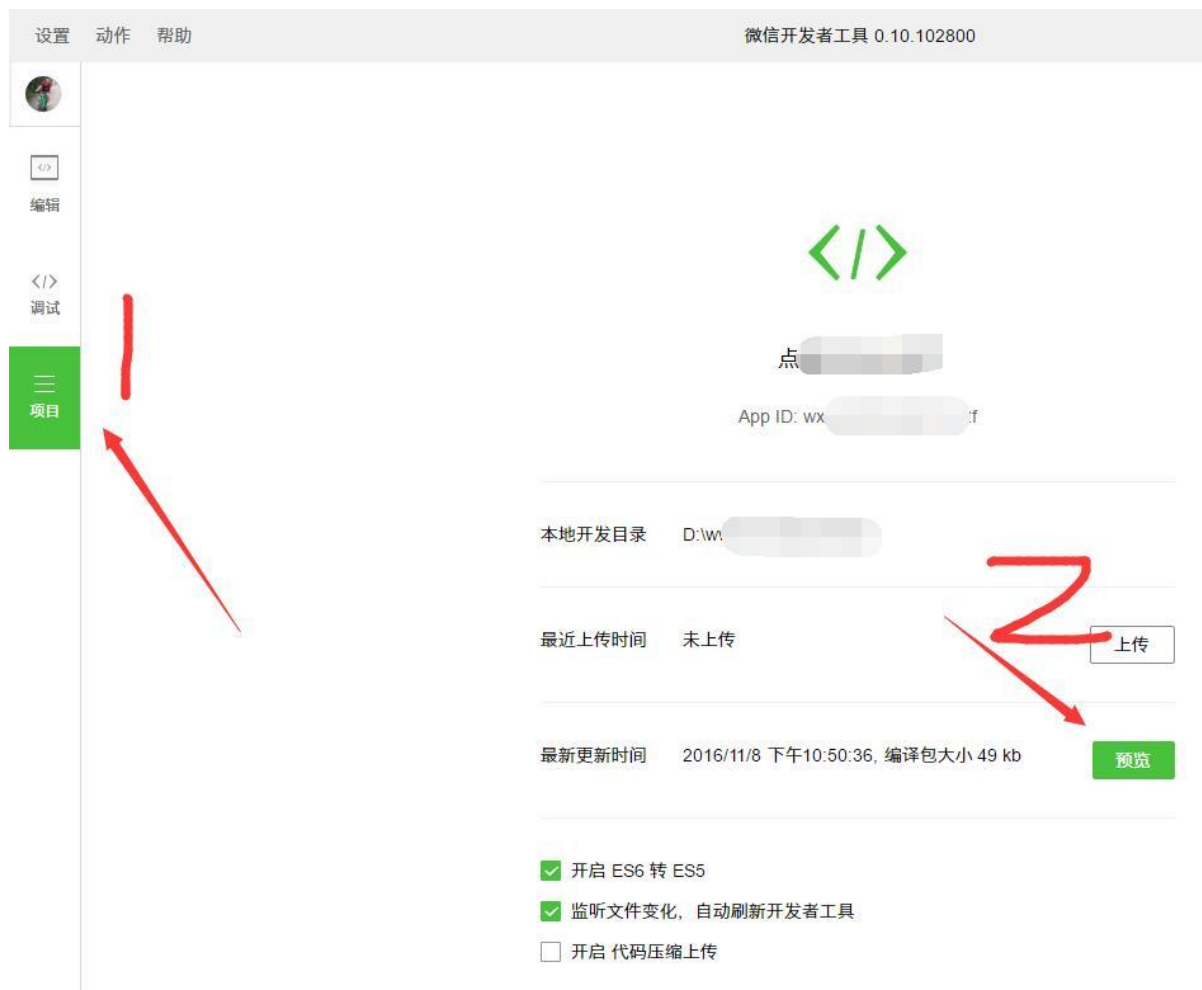 设置 动作 帮助 微信开发者工具 0.10.102800
编辑
</>
调试
1
项目
</>
点
App ID: wx :f
本地开发目录 D:\w
2
最近上传时间 未上传 上传
最新更新时间 2016/11/8 下午10:50:36, 编译包大小 49 kb 预览
开启 ES6 转 ES5
监听文件变化，自动刷新开发者工具
开启 代码压缩上传